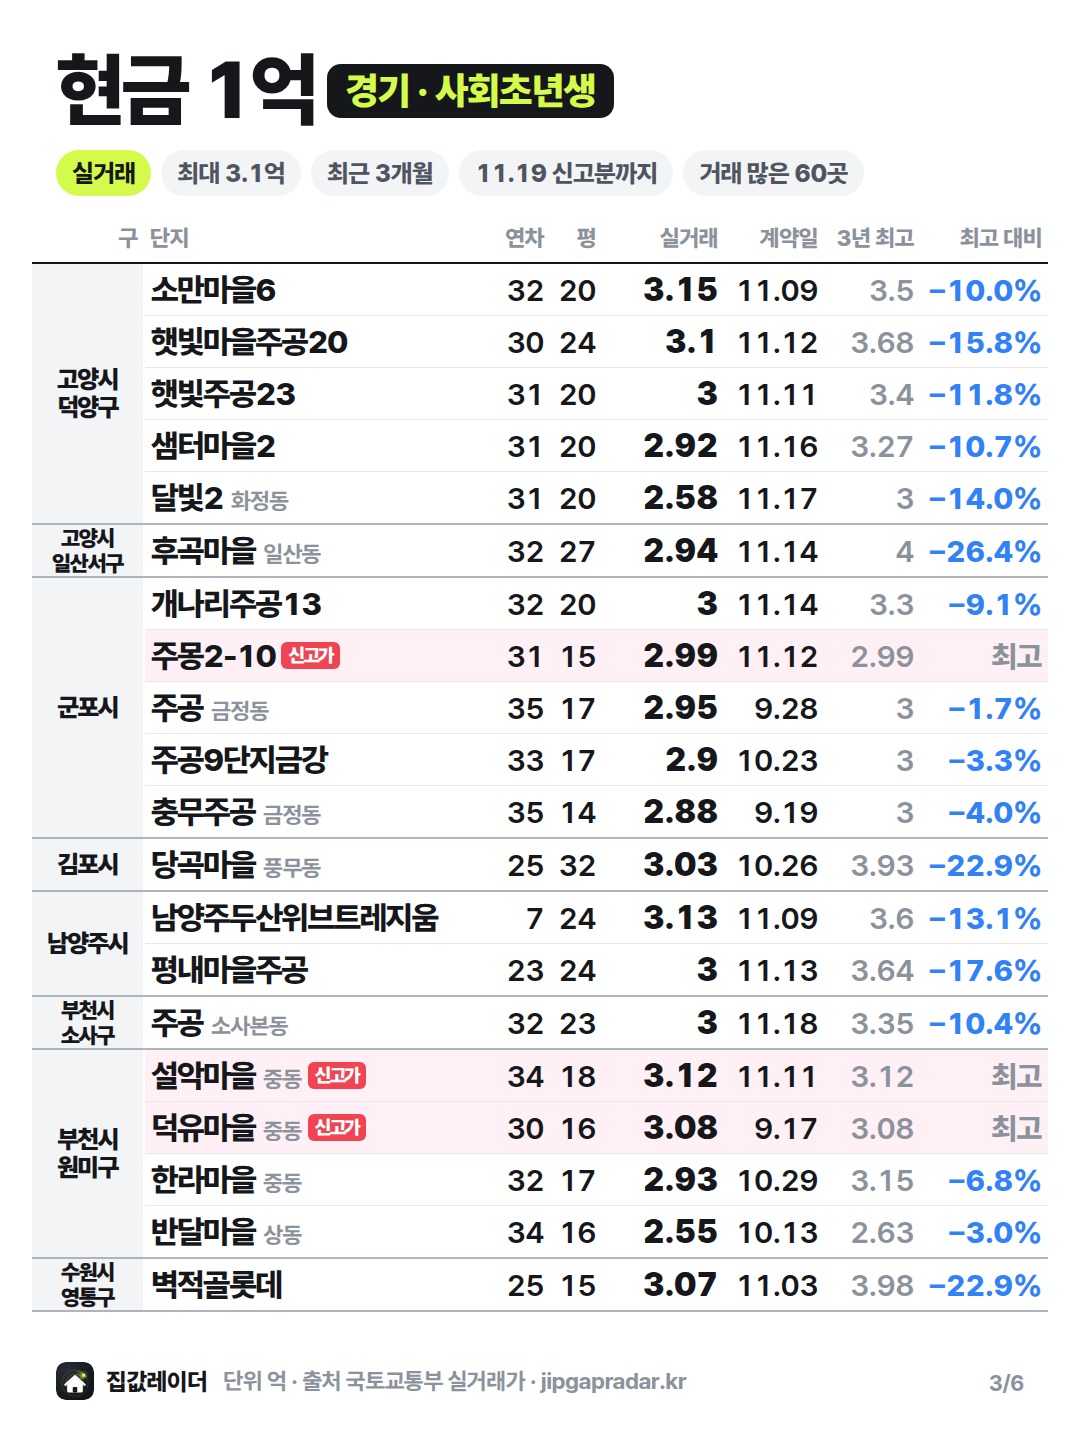 현금 1억 경기 · 사회초년생
실거래 최대 3.1억 최근 3개월 11.19 신고분까지 거래 많은 60곳
구 단지 연차 평 실거래 계약일 3년 최고 최고 대비
고양시 덕양구
소만마을6 32 20 3.15 11.09 3.5 −10.0%
햇빛마을주공20 30 24 3.1 11.12 3.68 −15.8%
햇빛주공23 31 20 3 11.11 3.4 −11.8%
샘터마을2 31 20 2.92 11.16 3.27 −10.7%
달빛2 화정동 31 20 2.58 11.17 3 −14.0%
고양시 일산서구
후곡마을 일산동 32 27 2.94 11.14 4 −26.4%
군포시
개나리주공13 32 20 3 11.14 3.3 −9.1%
주몽2-10 신고가 31 15 2.99 11.12 2.99 최고
주공 금정동 35 17 2.95 9.28 3 −1.7%
주공9단지금강 33 17 2.9 10.23 3 −3.3%
충무주공 금정동 35 14 2.88 9.19 3 −4.0%
김포시
당곡마을 풍무동 25 32 3.03 10.26 3.93 −22.9%
남양주시
남양주두산위브트레지움 7 24 3.13 11.09 3.6 −13.1%
평내마을주공 23 24 3 11.13 3.64 −17.6%
부천시 소사구
주공 소사본동 32 23 3 11.18 3.35 −10.4%
부천시 원미구
설악마을 중동 신고가 34 18 3.12 11.11 3.12 최고
덕유마을 중동 신고가 30 16 3.08 9.17 3.08 최고
한라마을 중동 32 17 2.93 10.29 3.15 −6.8%
반달마을 상동 34 16 2.55 10.13 2.63 −3.0%
수원시 영통구
벽적골롯데 25 15 3.07 11.03 3.98 −22.9%
집값레이더 단위 억 · 출처 국토교통부 실거래가 · jipgapradar.kr 3/6